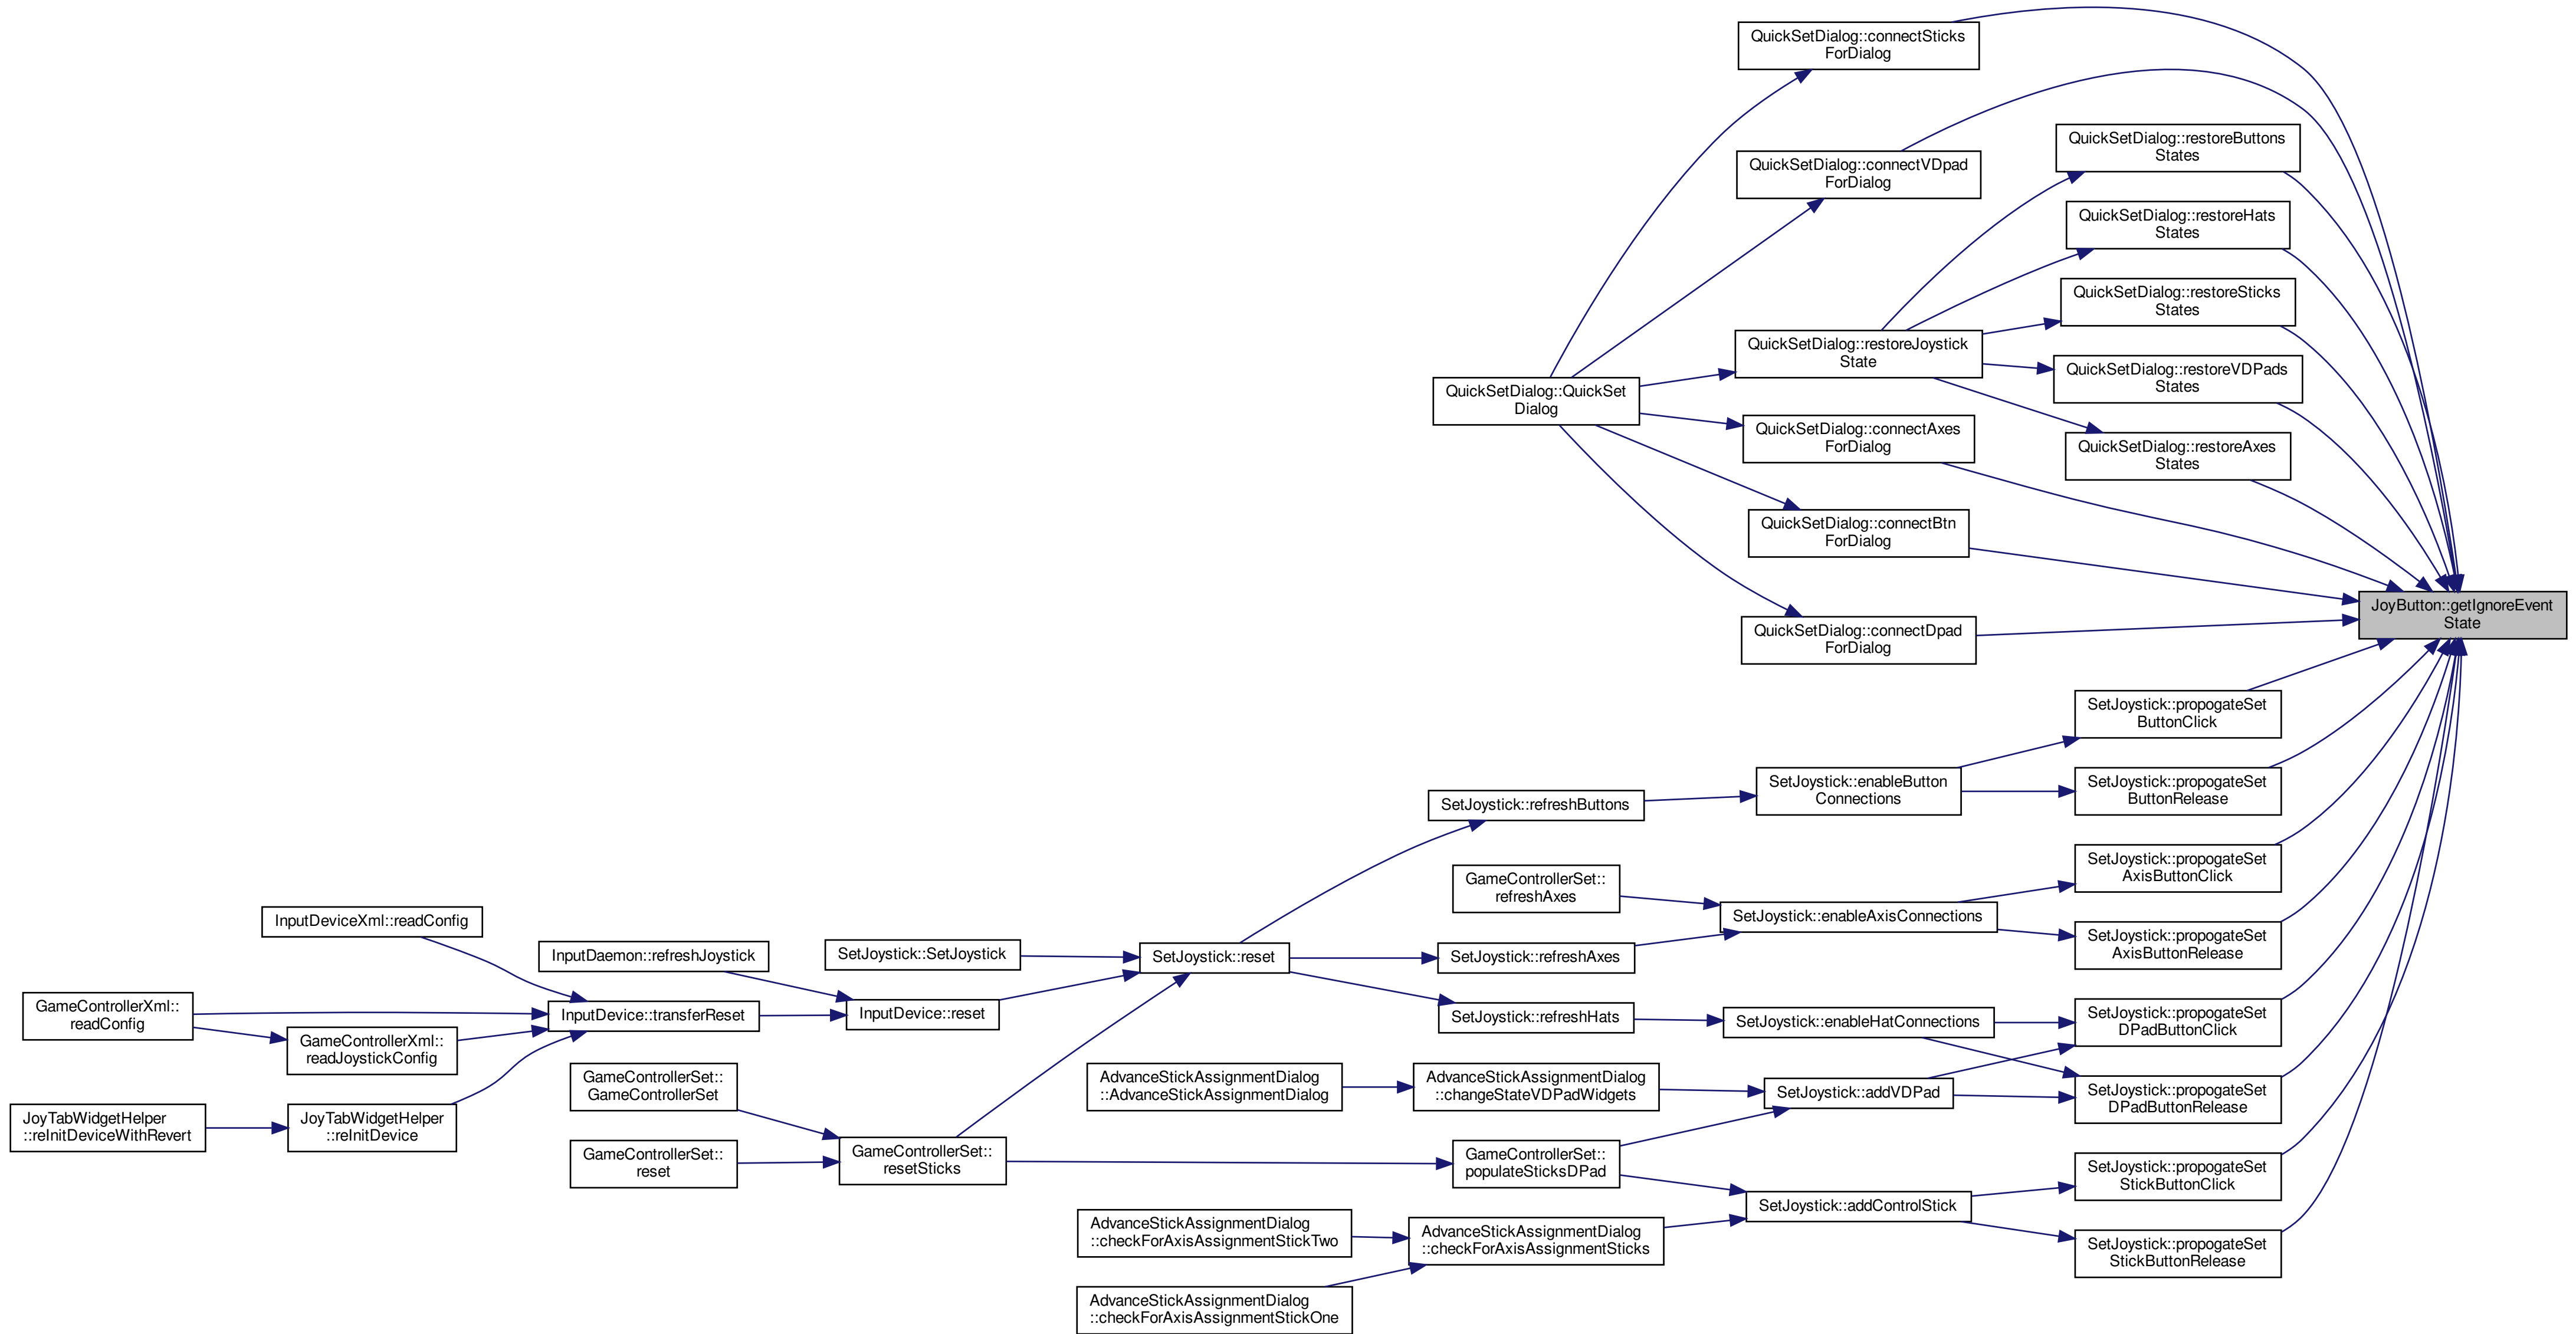 QuickSetDialog::connectSticks
ForDialog
QuickSetDialog::restoreButtons
States
QuickSetDialog::connectVDpad
ForDialog
QuickSetDialog::restoreHats
States
QuickSetDialog::restoreSticks
States
QuickSetDialog::restoreJoystick
State
QuickSetDialog::restoreVDPads
States
QuickSetDialog::QuickSet
Dialog
QuickSetDialog::connectAxes
ForDialog
QuickSetDialog::restoreAxes
States
QuickSetDialog::connectBtn
ForDialog
JoyButton::getIgnoreEvent
State
QuickSetDialog::connectDpad
ForDialog
SetJoystick::propogateSet
ButtonClick
SetJoystick::enableButton
Connections
SetJoystick::propogateSet
ButtonRelease
SetJoystick::refreshButtons
SetJoystick::propogateSet
AxisButtonClick
GameControllerSet::
refreshAxes
SetJoystick::enableAxisConnections
InputDeviceXml::readConfig
SetJoystick::propogateSet
AxisButtonRelease
InputDaemon::refreshJoystick
SetJoystick::SetJoystick
SetJoystick::reset
SetJoystick::refreshAxes
GameControllerXml::
readConfig
InputDevice::transferReset
InputDevice::reset
SetJoystick::refreshHats
SetJoystick::enableHatConnections
SetJoystick::propogateSet
DPadButtonClick
GameControllerXml::
readJoystickConfig
GameControllerSet::
GameControllerSet
AdvanceStickAssignmentDialog
::AdvanceStickAssignmentDialog
AdvanceStickAssignmentDialog
::changeStateVDPadWidgets
SetJoystick::addVDPad
SetJoystick::propogateSet
DPadButtonRelease
JoyTabWidgetHelper
::reInitDeviceWithRevert
JoyTabWidgetHelper
::reInitDevice
GameControllerSet::
reset
GameControllerSet::
resetSticks
GameControllerSet::
populateSticksDPad
SetJoystick::propogateSet
StickButtonClick
SetJoystick::addControlStick
AdvanceStickAssignmentDialog
::checkForAxisAssignmentStickTwo
AdvanceStickAssignmentDialog
::checkForAxisAssignmentSticks
SetJoystick::propogateSet
StickButtonRelease
AdvanceStickAssignmentDialog
::checkForAxisAssignmentStickOne